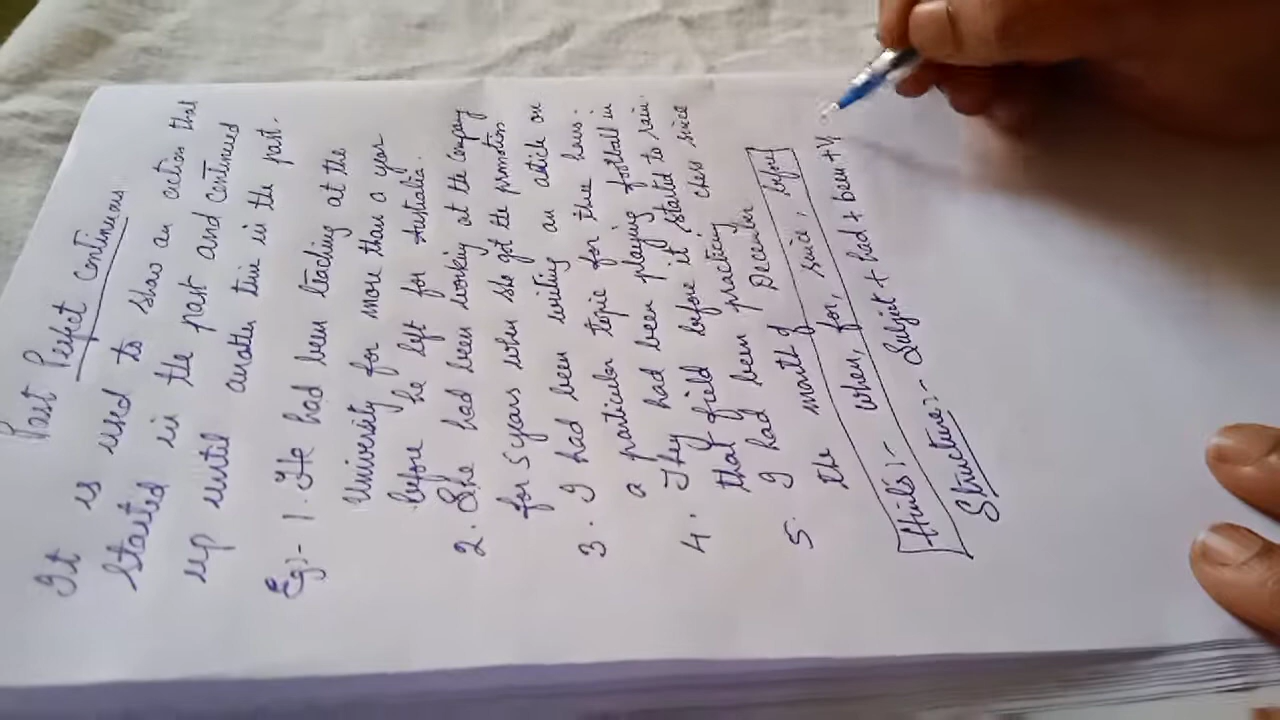 Past Perfect Continuous
It is used to show an action that
started in the past and continued
up until another time in the past.
Eg:- 1. He had been teaching at the
University for more than a year
before he left for Australia.
2. She had been working at the company
for 5 years when she got the promotion
3. I had been writing an article on
a particular topic for three hours.
4. They had been playing football in
that field before it started to rain.
5. I had been practicing chess since
the month of December
Hints:- when, for, since, before
Structure:- Subject + had + been + V